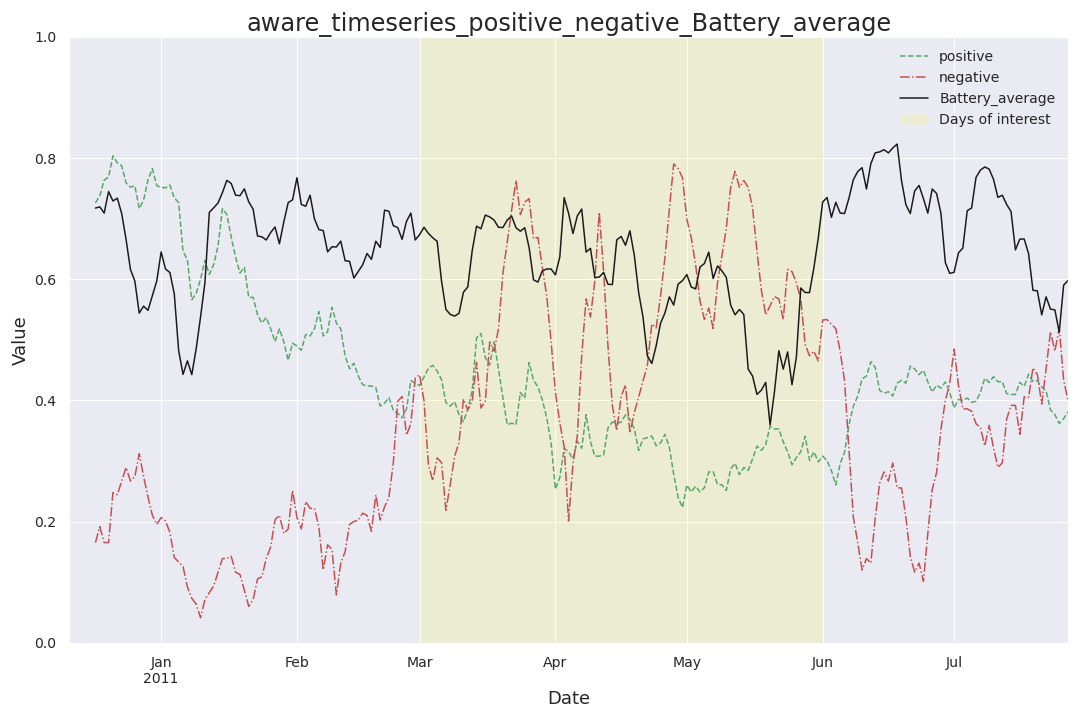 aware_timeseries_positive_negative_Battery_average
1.0
0.8
0.6
0.4
0.2
0.0
Value
positive
negative
Battery_average
Days of interest
Jan
2011
Feb
Mar
Apr
May
Jun
Jul
Date